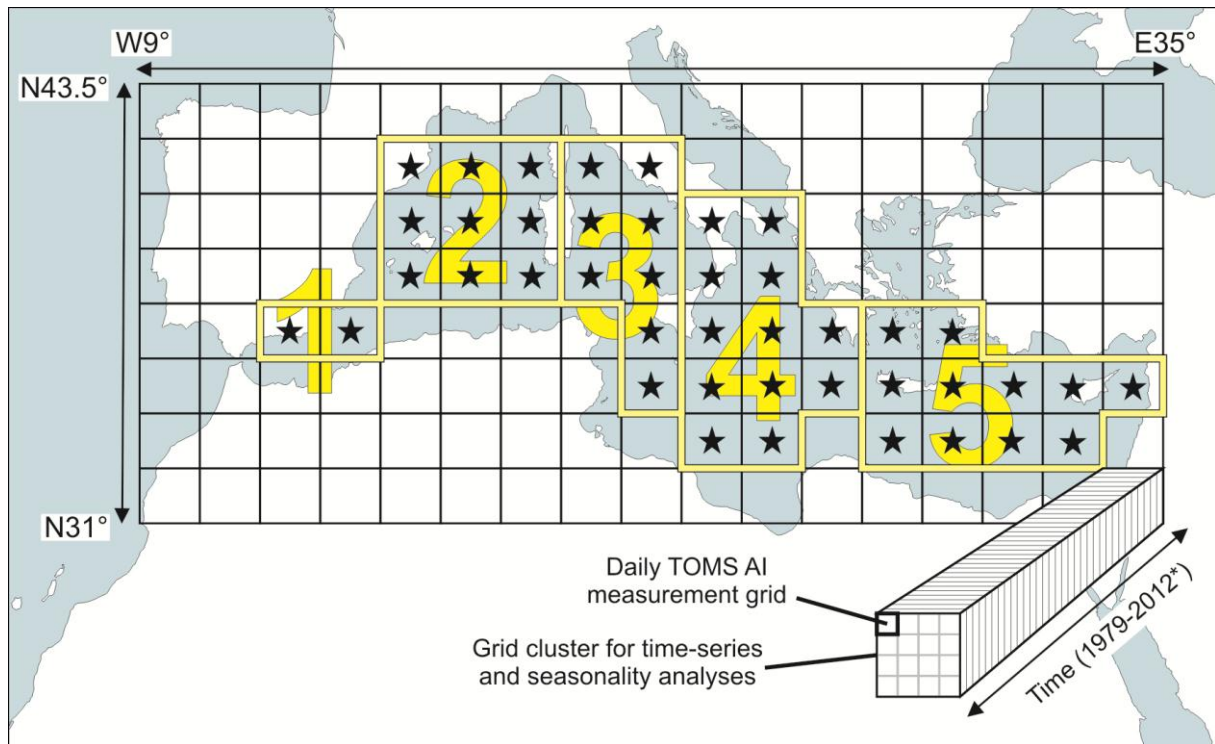 W9°
E35°
N43.5°
2
3
1
4
5
N31°
Daily TOMS AI
measurement grid
Grid cluster for time-series
and seasonality analyses
Time (1979-2012*)